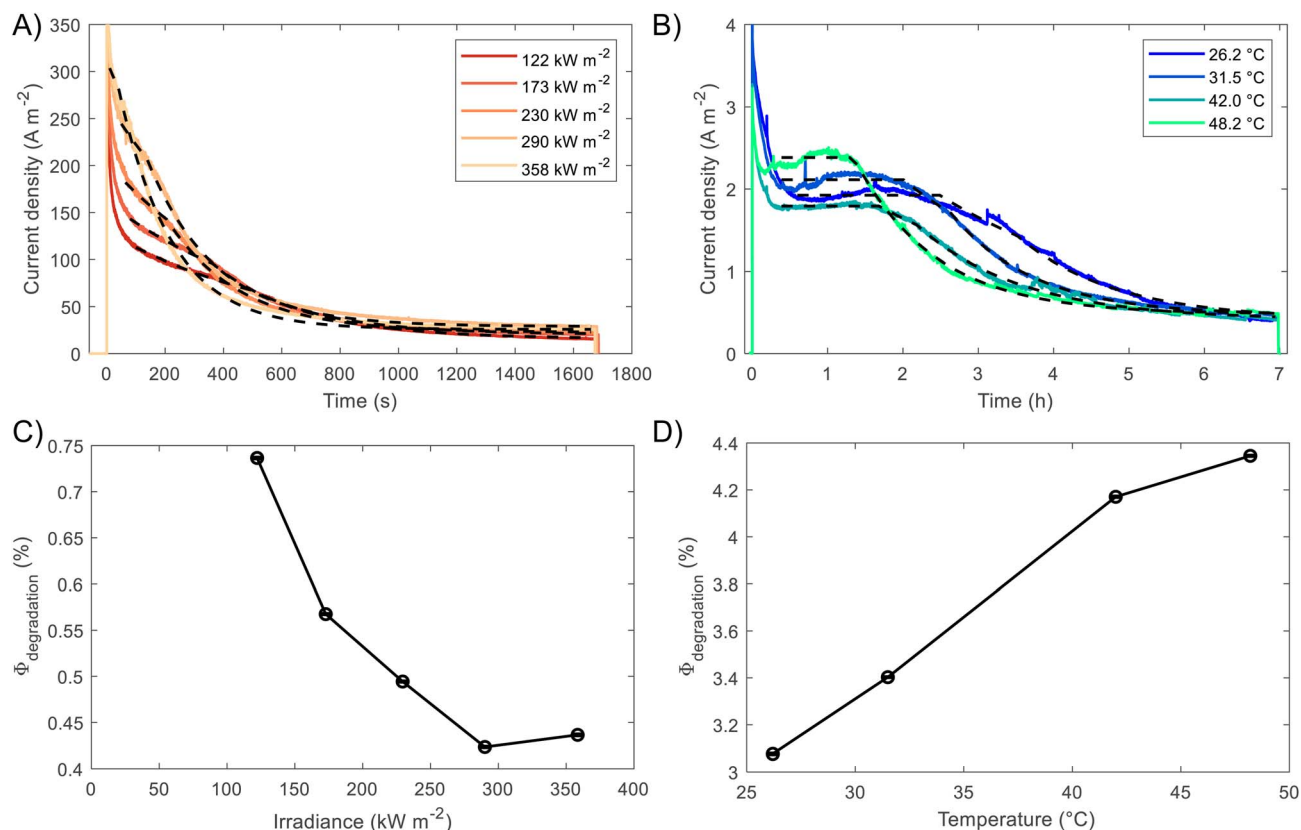 A)
350
300
250
200
150
100
50
0
Current density (A m⁻²)
0 200 400 600 800 1000 1200 1400 1600 1800
Time (s)
122 kW m⁻²
173 kW m⁻²
230 kW m⁻²
290 kW m⁻²
358 kW m⁻²
B)
4
3
2
1
0
Current density (A m⁻²)
0 1 2 3 4 5 6 7
Time (h)
26.2 °C
31.5 °C
42.0 °C
48.2 °C
C)
0.75
0.7
0.65
0.6
0.55
0.5
0.45
0.4
Φdegradation (%)
0 50 100 150 200 250 300 350 400
Irradiance (kW m⁻²)
D)
4.4
4.2
4
3.8
3.6
3.4
3.2
3
Φdegradation (%)
25 30 35 40 45 50
Temperature (°C)